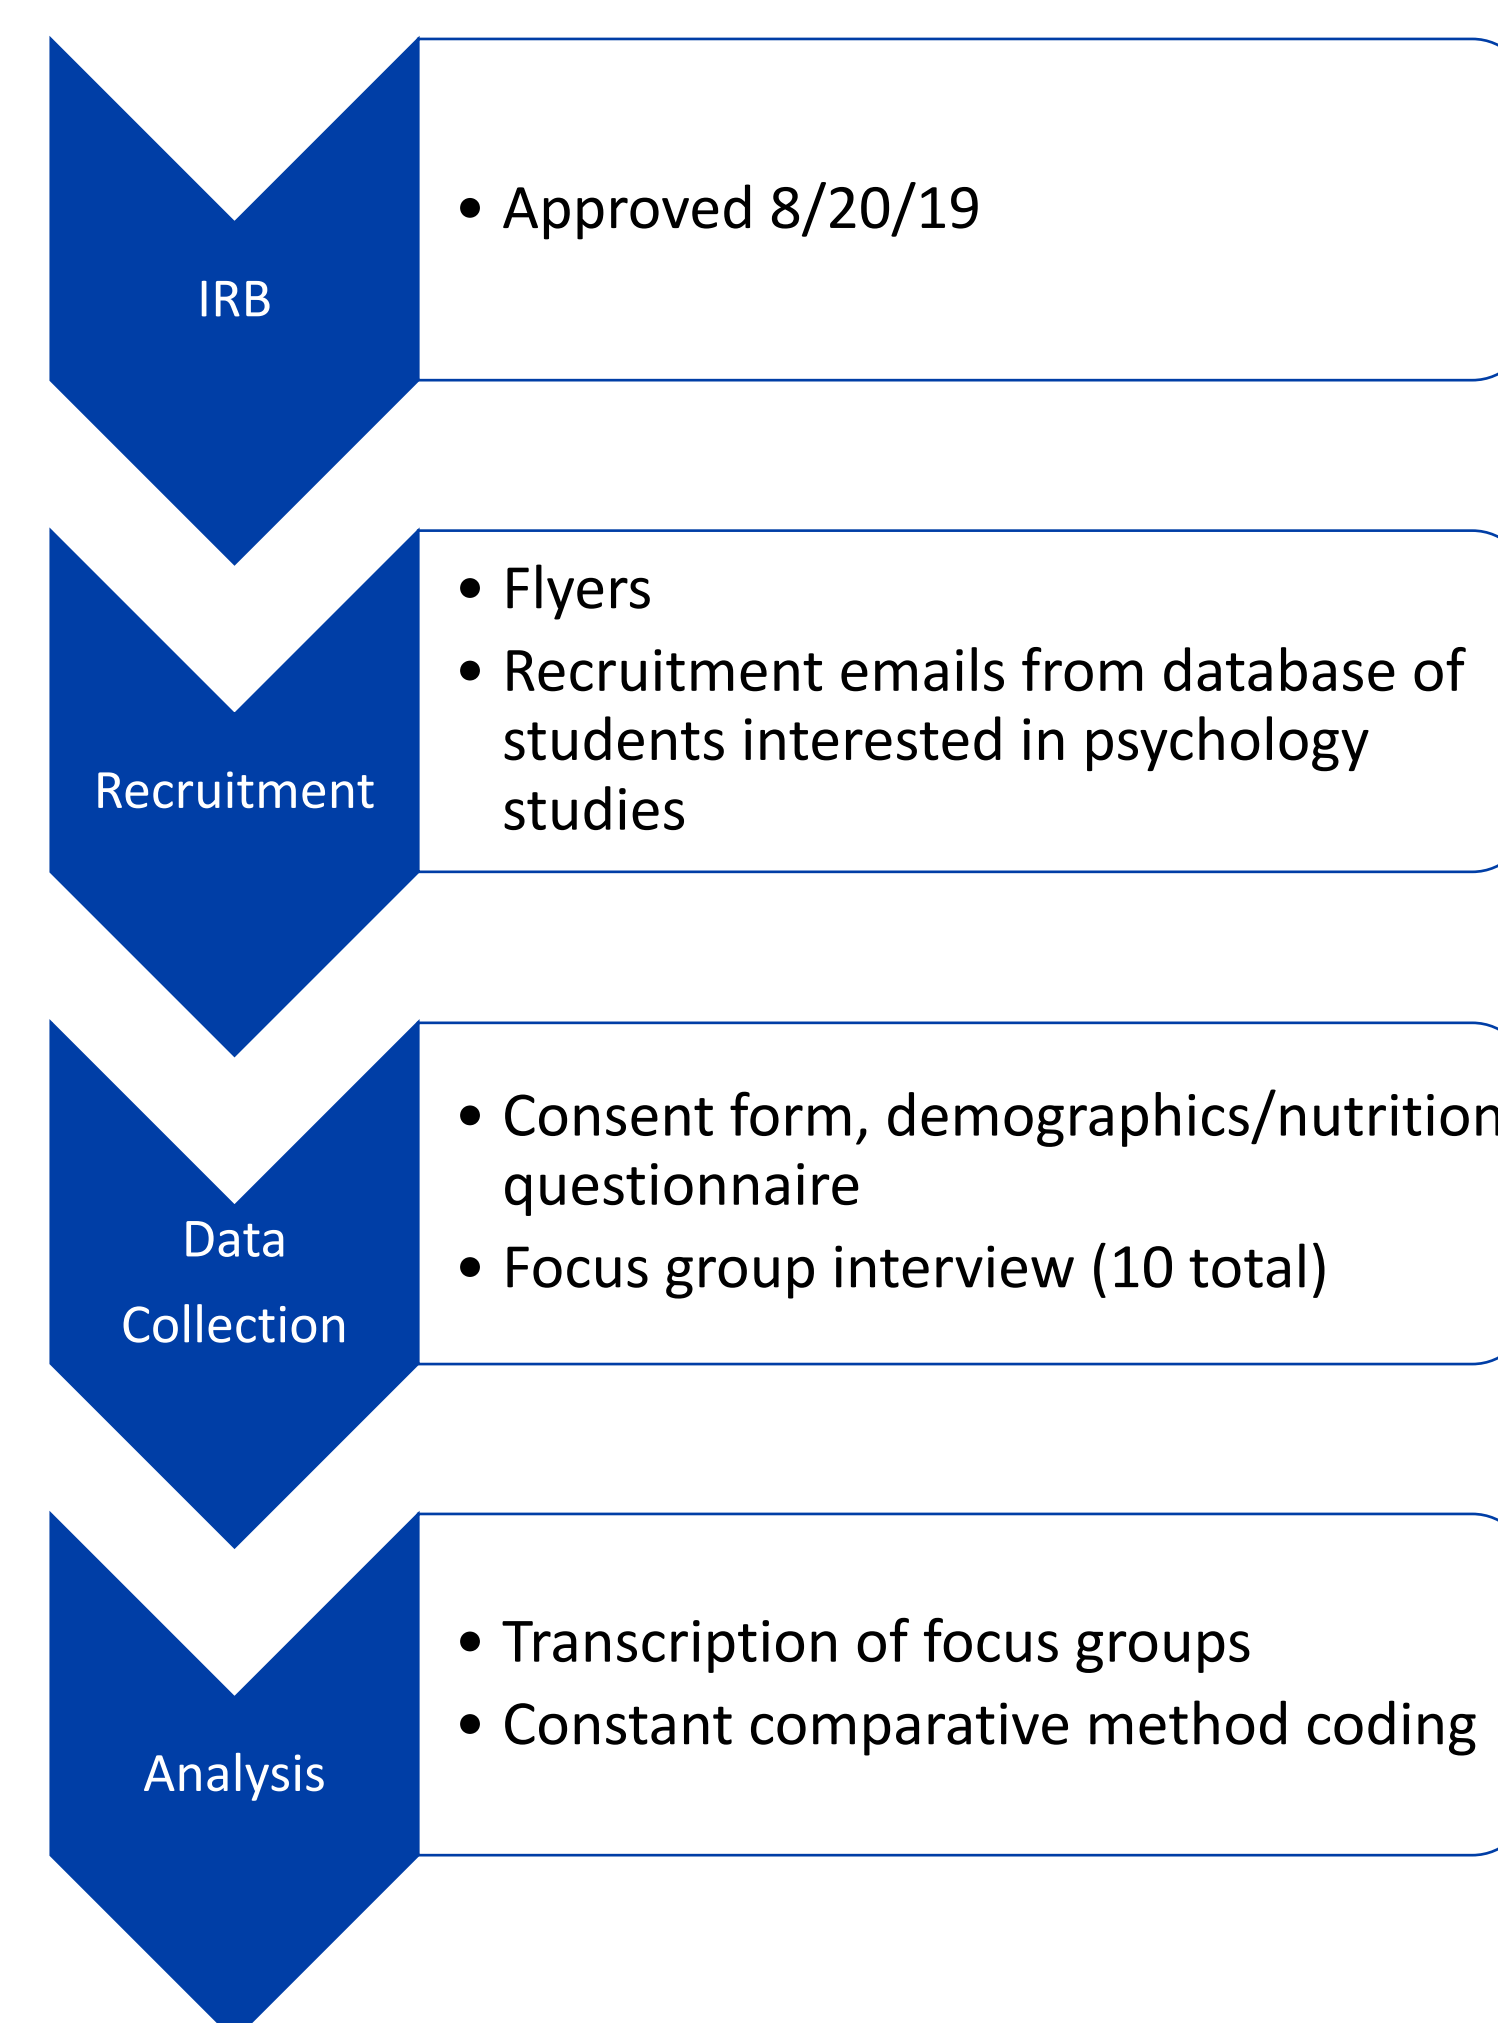 IRB
• Approved 8/20/19
Recruitment
• Flyers
• Recruitment emails from database of
students interested in psychology
studies
Data
Collection
• Consent form, demographics/nutrition
questionnaire
• Focus group interview (10 total)
Analysis
• Transcription of focus groups
• Constant comparative method coding